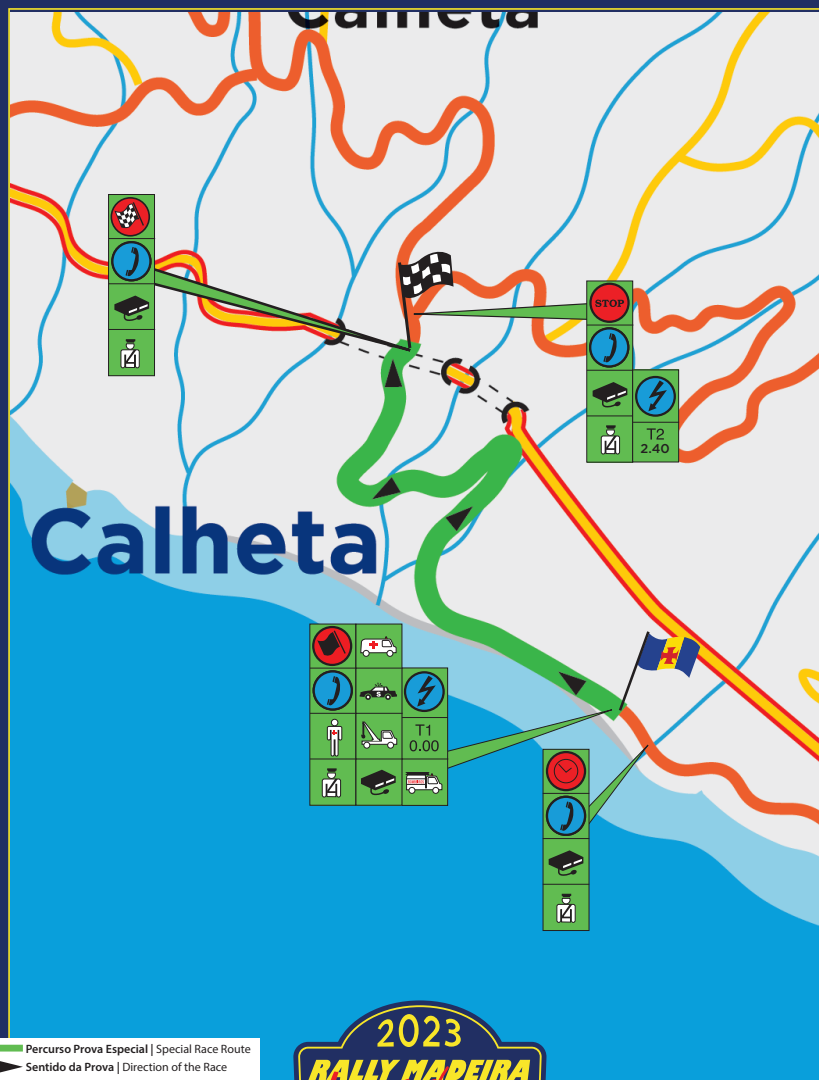 Calheta
STOP
T2
2.40
Calheta
T1
0.00
2023
RALLY MADEIRA
Percurso Prova Especial | Special Race Route
Sentido da Prova | Direction of the Race